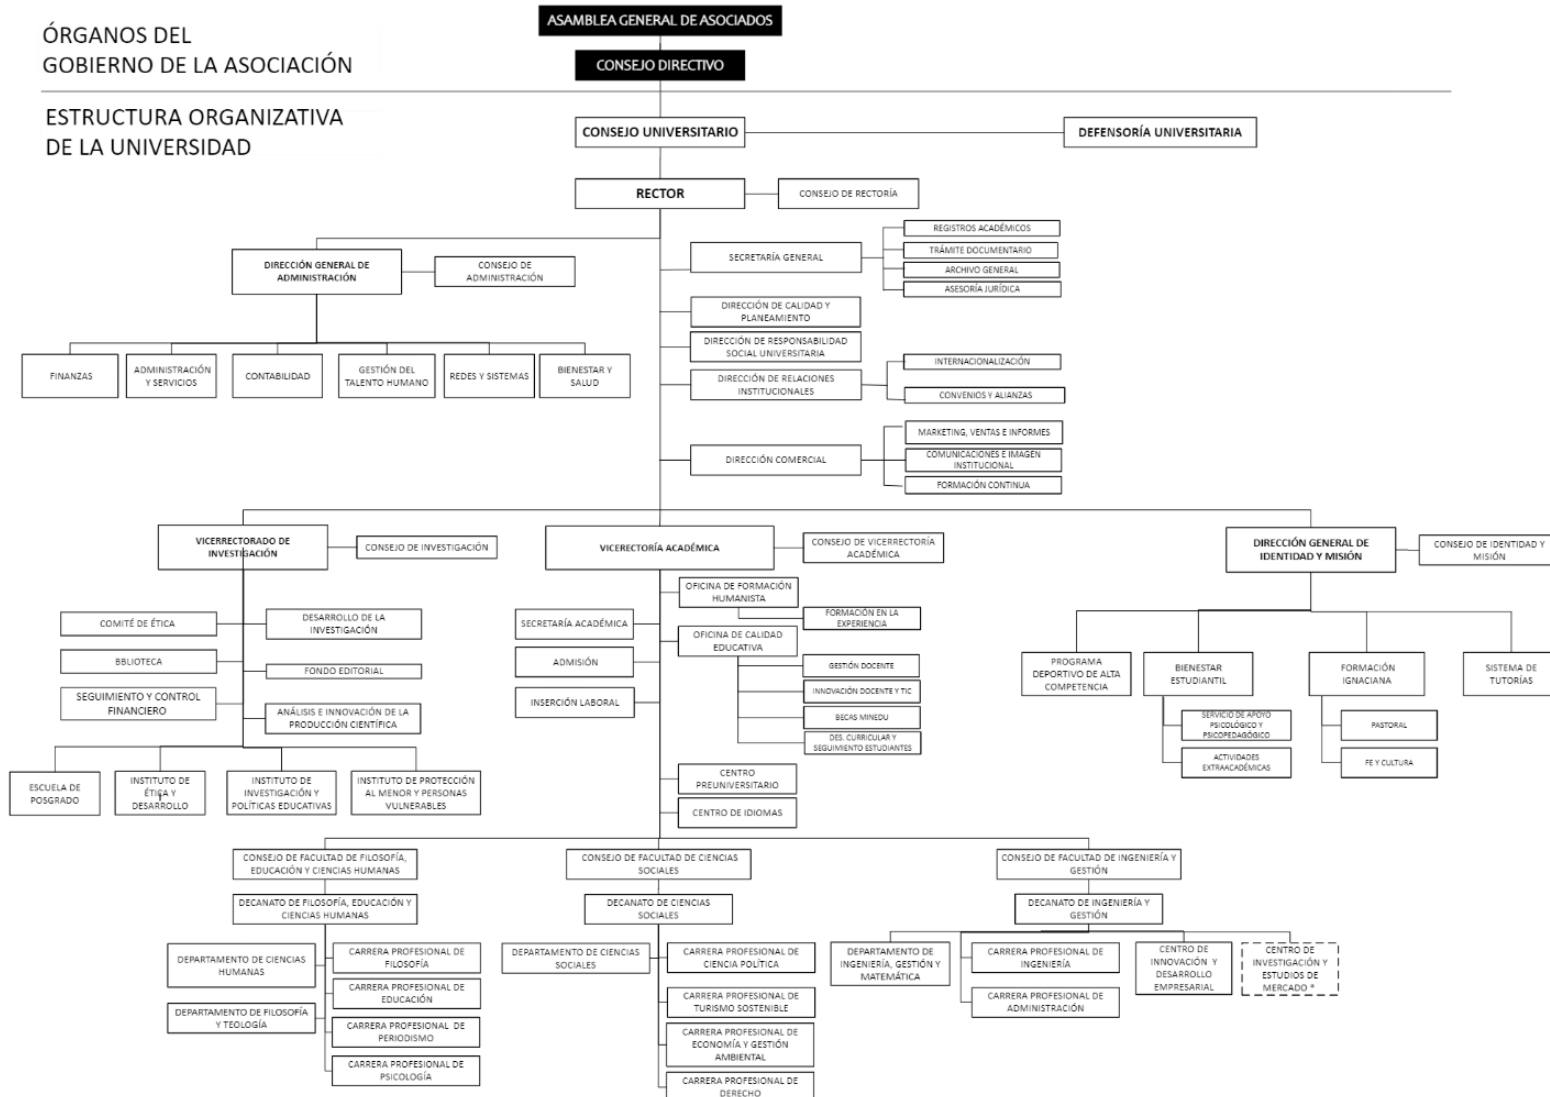 ÓRGANOS DEL
GOBIERNO DE LA ASOCIACIÓN
ASAMBLEA GENERAL DE ASOCIADOS
CONSEJO DIRECTIVO
ESTRUCTURA ORGANIZATIVA
DE LA UNIVERSIDAD
CONSEJO UNIVERSITARIO
DEFENSORÍA UNIVERSITARIA
RECTOR
CONSEJO DE RECTORÍA
DIRECCIÓN GENERAL DE
ADMINISTRACIÓN
CONSEJO DE
ADMINISTRACIÓN
FINANZAS
ADMINISTRACIÓN
Y SERVICIOS
CONTABILIDAD
GESTIÓN DEL
TALENTO HUMANO
REDES Y SISTEMAS
BIENESTAR Y
SALUD
SECRETARÍA GENERAL
REGISTROS ACADÉMICOS
TRÁMITE DOCUMENTARIO
ARCHIVO GENERAL
ASESORÍA JURÍDICA
DIRECCIÓN DE CALIDAD Y
PLANEAMIENTO
DIRECCIÓN DE RESPONSABILIDAD
SOCIAL UNIVERSITARIA
DIRECCIÓN DE RELACIONES
INSTITUCIONALES
INTERNACIONALIZACIÓN
CONVENIOS Y ALIANZAS
DIRECCIÓN COMERCIAL
MARKETING, VENTAS E INFORMES
COMUNICACIONES E IMAGEN
INSTITUCIONAL
FORMACIÓN CONTINUA
VICERRECTORADO DE
INVESTIGACIÓN
CONSEJO DE INVESTIGACIÓN
COMITÉ DE ÉTICA
DESARROLLO DE LA
INVESTIGACIÓN
BBLIOTECA
FONDO EDITORIAL
SEGUIMIENTO Y CONTROL
FINANCIERO
ANÁLISIS E INNOVACIÓN DE LA
PRODUCCIÓN CIENTÍFICA
ESCUELA DE
POSGRADO
INSTITUTO DE
ÉTICA Y
DESARROLLO
INSTITUTO DE
INVESTIGACIÓN Y
POLÍTICAS EDUCATIVAS
INSTITUTO DE PROTECCIÓN
AL MENOR Y PERSONAS
VULNERABLES
VICERECTORÍA ACADÉMICA
CONSEJO DE VICERRECTORÍA
ACADÉMICA
OFICINA DE FORMACIÓN
HUMANISTA
FORMACIÓN EN LA
EXPERIENCIA
SECRETARÍA ACADÉMICA
OFICINA DE CALIDAD
EDUCATIVA
ADMISIÓN
GESTIÓN DOCENTE
INNOVACIÓN DOCENTE Y TIC
INSERCIÓN LABORAL
BECAS MINEDU
DES. CURRICULAR Y
SEGUIMIENTO ESTUDIANTES
CENTRO
PREUNIVERSITARIO
CENTRO DE IDIOMAS
DIRECCIÓN GENERAL DE
IDENTIDAD Y MISIÓN
CONSEJO DE IDENTIDAD Y
MISIÓN
PROGRAMA
DEPORTIVO DE ALTA
COMPETENCIA
BIENESTAR
ESTUDIANTIL
FORMACIÓN
IGNACIANA
SISTEMA DE
TUTORÍAS
SERVICIO DE APOYO
PSICOLÓGICO Y
PSICOPEDAGÓGICO
ACTIVIDADES
EXTRAACADÉMICAS
PASTORAL
FE Y CULTURA
CONSEJO DE FACULTAD DE FILOSOFÍA,
EDUCACIÓN Y CIENCIAS HUMANAS
DECANATO DE FILOSOFÍA, EDUCACIÓN Y
CIENCIAS HUMANAS
DEPARTAMENTO DE CIENCIAS
HUMANAS
DEPARTAMENTO DE FILOSOFÍA
Y TEOLOGÍA
CARRERA PROFESIONAL DE
FILOSOFÍA
CARRERA PROFESIONAL DE
EDUCACIÓN
CARRERA PROFESIONAL DE
PERIODISMO
CARRERA PROFESIONAL DE
PSICOLOGÍA
CONSEJO DE FACULTAD DE CIENCIAS
SOCIALES
DECANATO DE CIENCIAS
SOCIALES
DEPARTAMENTO DE CIENCIAS
SOCIALES
CARRERA PROFESIONAL DE
CIENCIA POLÍTICA
CARRERA PROFESIONAL DE
TURISMO SOSTENIBLE
CARRERA PROFESIONAL DE
ECONOMÍA Y GESTIÓN
AMBIENTAL
CARRERA PROFESIONAL DE
DERECHO
CONSEJO DE FACULTAD DE INGENIERÍA Y
GESTIÓN
DECANATO DE INGENIERÍA Y
GESTIÓN
DEPARTAMENTO DE
INGENIERÍA, GESTIÓN Y
MATEMÁTICA
CARRERA PROFESIONAL DE
INGENIERÍA
CARRERA PROFESIONAL DE
ADMINISTRACIÓN
CENTRO DE
INNOVACIÓN Y
DESARROLLO
EMPRESARIAL
CENTRO DE
INVESTIGACIÓN Y
ESTUDIOS DE
MERCADO *